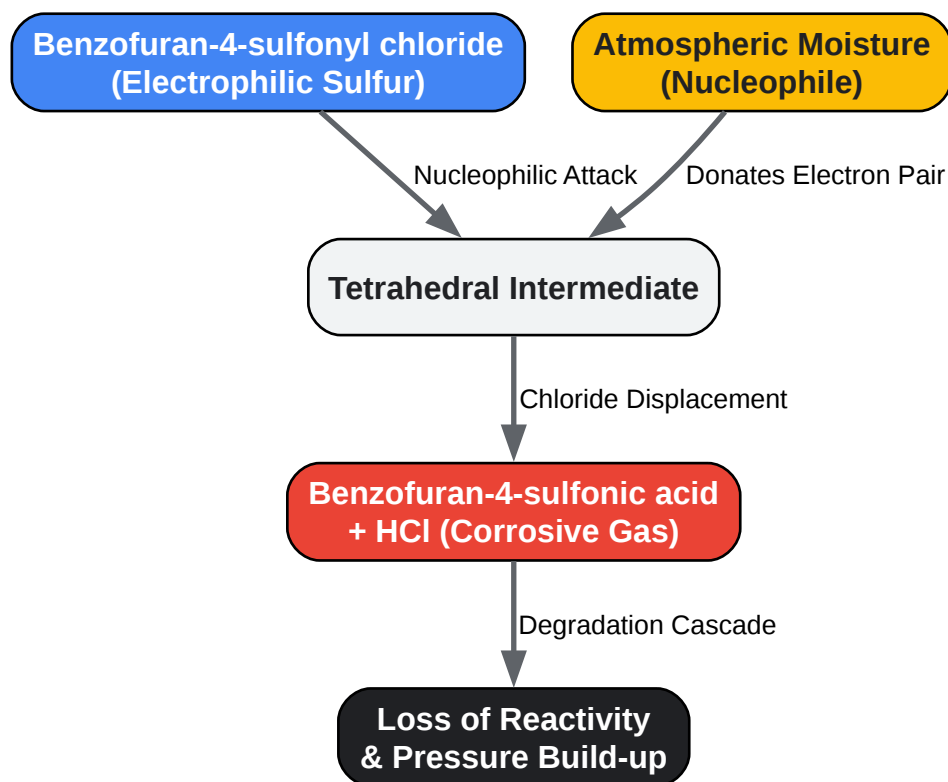 Benzofuran-4-sulfonyl chloride
(Electrophilic Sulfur)
Atmospheric Moisture
(Nucleophile)
Nucleophilic Attack
Donates Electron Pair
Tetrahedral Intermediate
Chloride Displacement
Benzofuran-4-sulfonic acid
+ HCl (Corrosive Gas)
Degradation Cascade
Loss of Reactivity
& Pressure Build-up